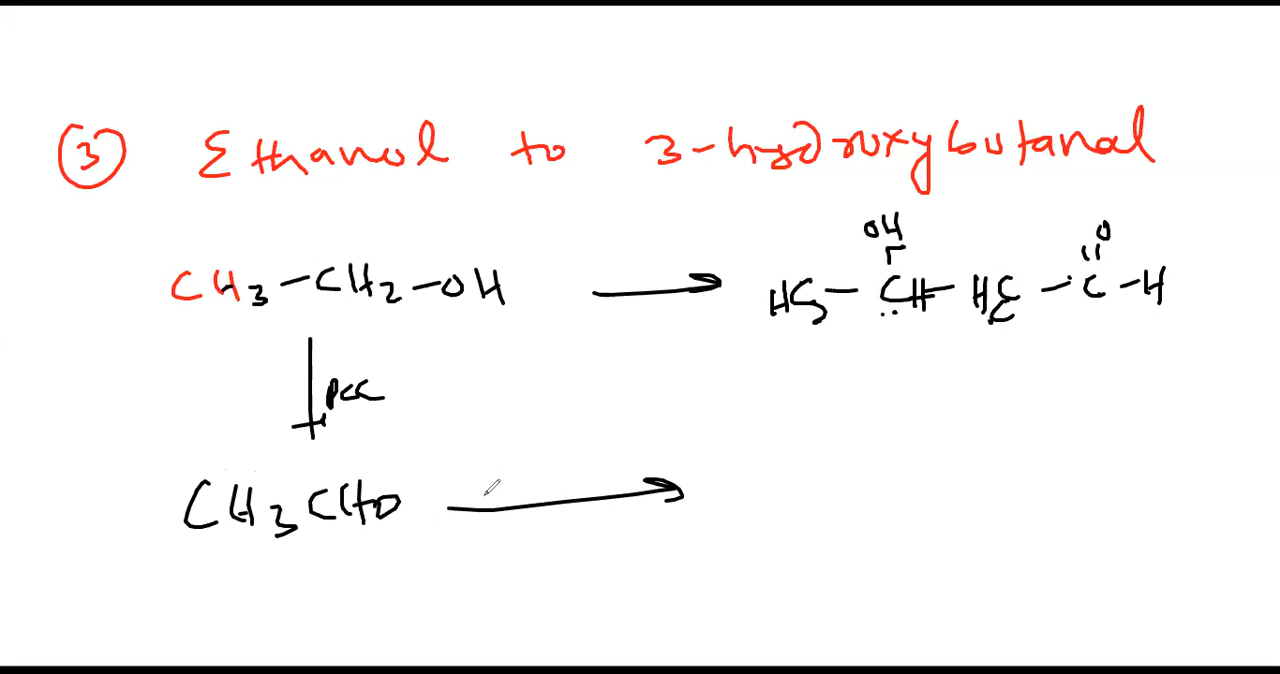 ③ Ethanol to 3-hydroxybutanal
OH O
CH3-CH2-OH → H3C-CH-H2C-C-H
PCC
CH3CHO →